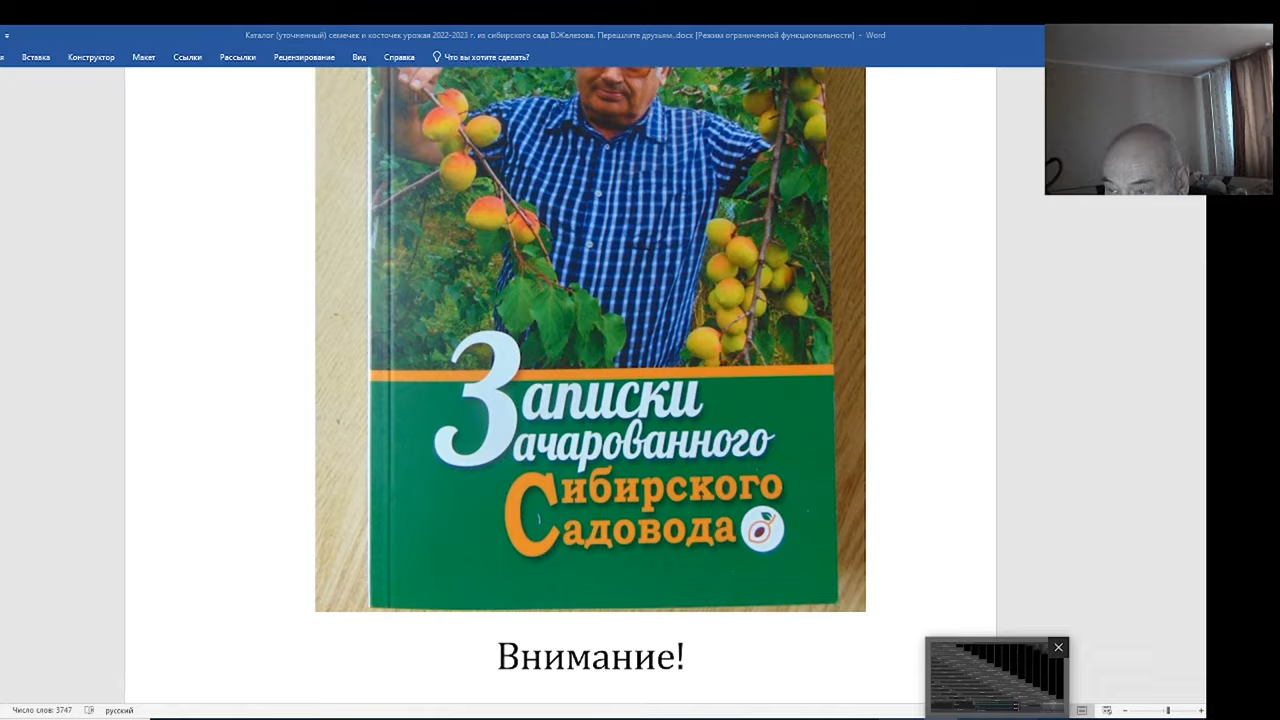 Каталог (уточненный) семечек и косточек урожая 2022-2023 г. из сибирского сада В.Железова. Перешлите друзьям..docx [Режим ограниченной функциональности] - Word
Вставка Конструктор Макет Ссылки Рассылки Рецензирование Вид Справка Что вы хотите сделать?
Записки
Зачарованного
Сибирского
Садовода
Внимание!
Число слов: 3747 русский